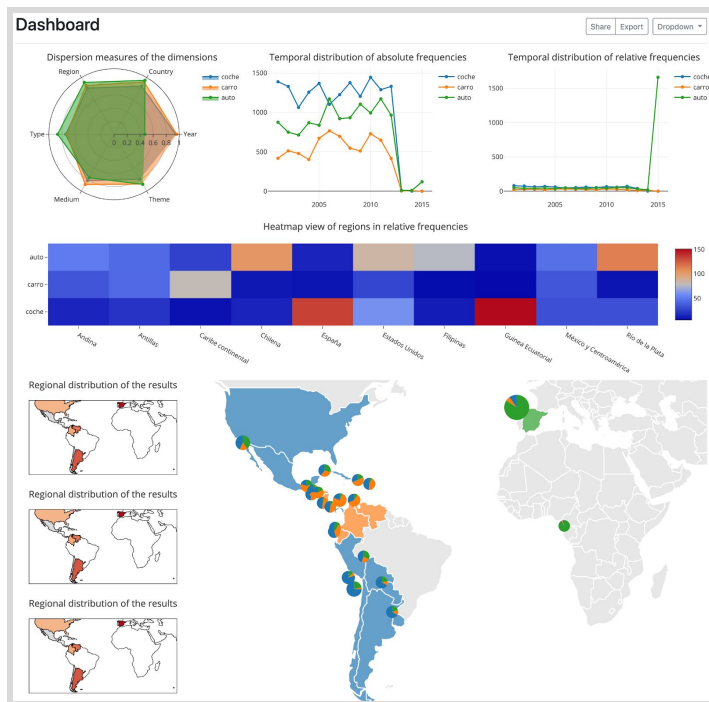 Dashboard
Share Export Dropdown
Dispersion measures of the dimensions
Region
Country
Type
Year
Medium
Theme
0 0.2 0.4 0.6 0.8 1
coche
carro
auto
Temporal distribution of absolute frequencies
1500
1000
500
0
2005 2010 2015
coche
carro
auto
Temporal distribution of relative frequencies
1500
1000
500
0
2005 2010 2015
coche
carro
auto
Heatmap view of regions in relative frequencies
auto
carro
coche
Andina
Antillas
Caribe continental
Chilena
España
Estados Unidos
Filipinas
Guinea Ecuatorial
México y Centroamérica
Río de la Plata
150
100
50
Regional distribution of the results
Regional distribution of the results
Regional distribution of the results